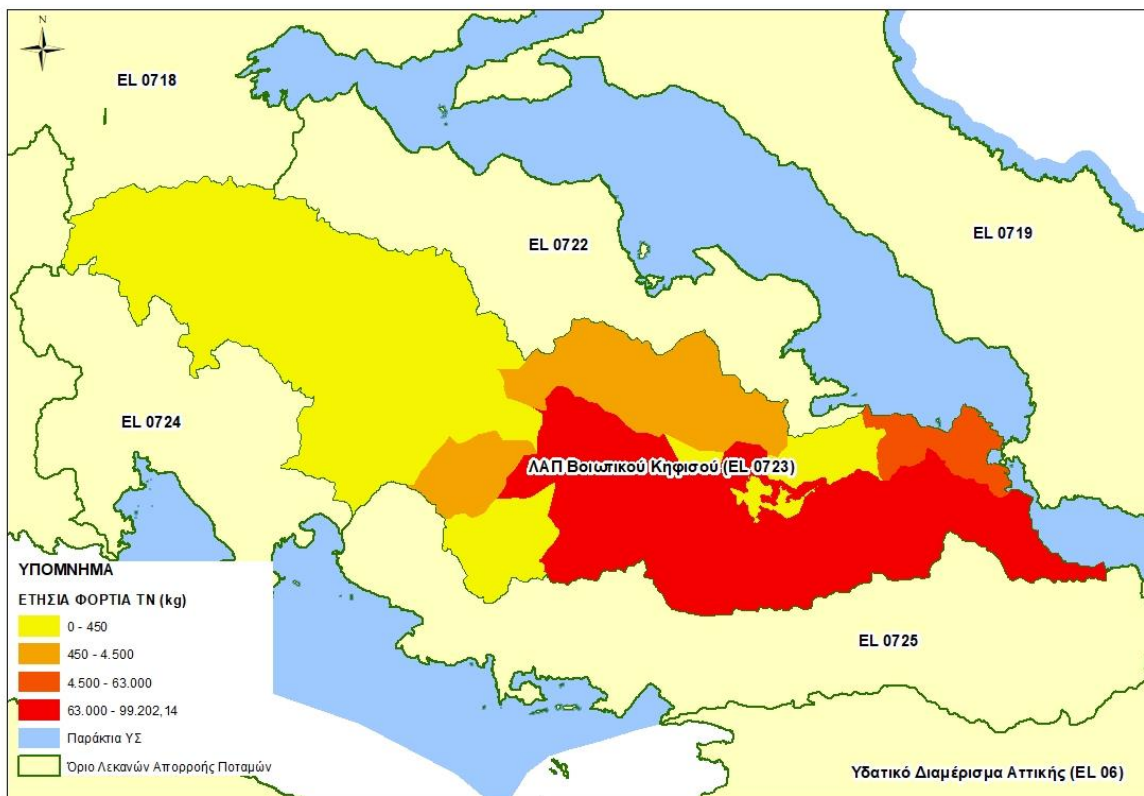 N
EL 0718
EL 0722
EL 0719
EL 0724
ΛΑΠ Βοιωτικού Κηφισού (EL 0723)
EL 0725
Υδατικό Διαμέρισμα Αττικής (EL 06)
ΥΠΟΜΝΗΜΑ
ΕΤΗΣΙΑ ΦΟΡΤΙΑ ΤΝ (kg)
0 - 450
450 - 4.500
4.500 - 63.000
63.000 - 99.202,14
Παράκτια ΥΣ
Όριο Λεκανών Απορροής Ποταμών